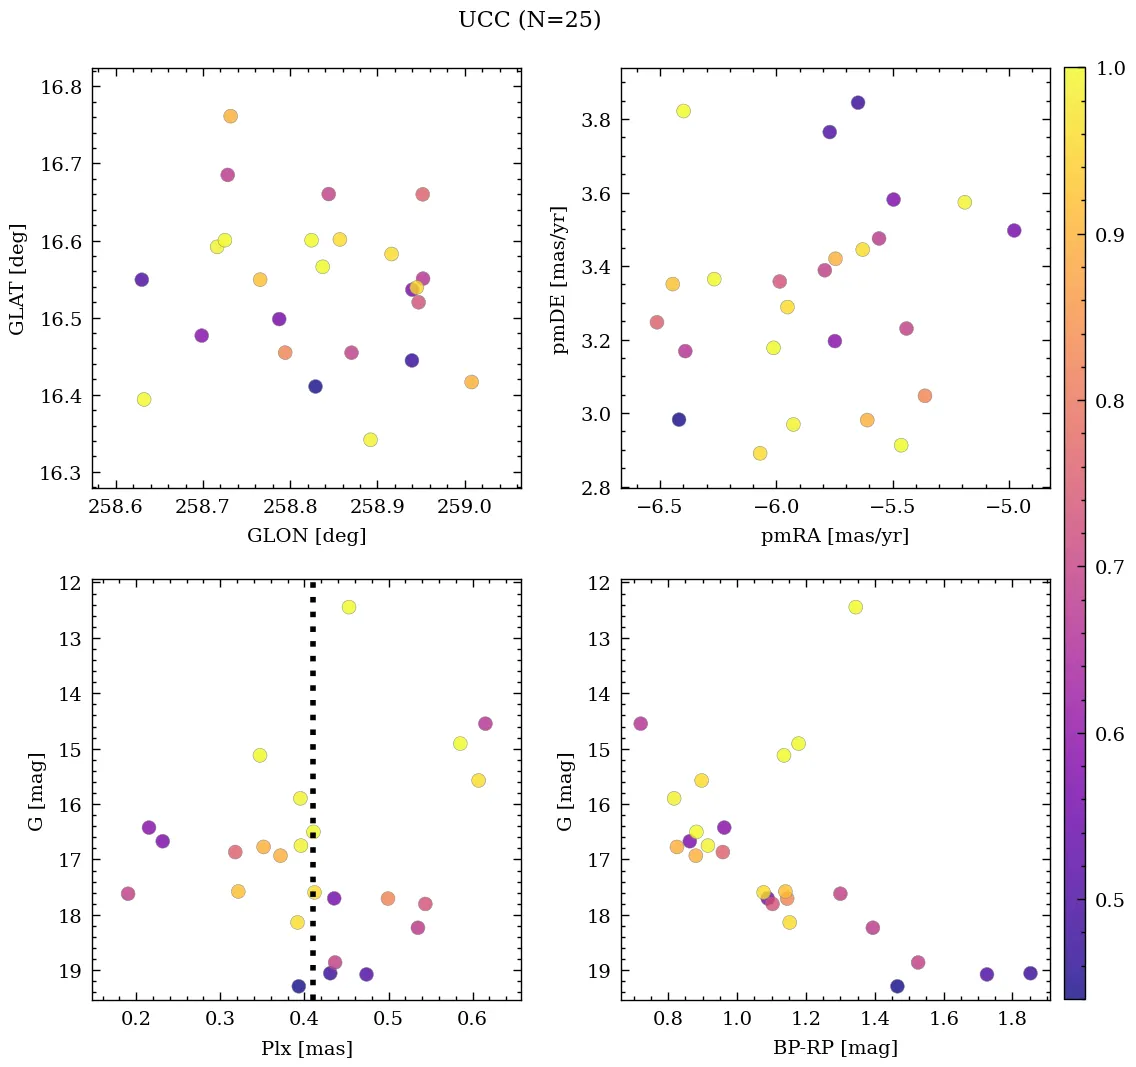 UCC (N=25)
16.8
16.7
16.6
16.5
16.4
16.3
GLAT [deg]
258.6 258.7 258.8 258.9 259.0
GLON [deg]
3.8
3.6
3.4
3.2
3.0
2.8
pmDE [mas/yr]
−6.5 −6.0 −5.5 −5.0
pmRA [mas/yr]
1.0
0.9
0.8
0.7
0.6
0.5
12
13
14
15
16
17
18
19
G [mag]
0.2 0.3 0.4 0.5 0.6
Plx [mas]
12
13
14
15
16
17
18
19
G [mag]
0.8 1.0 1.2 1.4 1.6 1.8
BP-RP [mag]